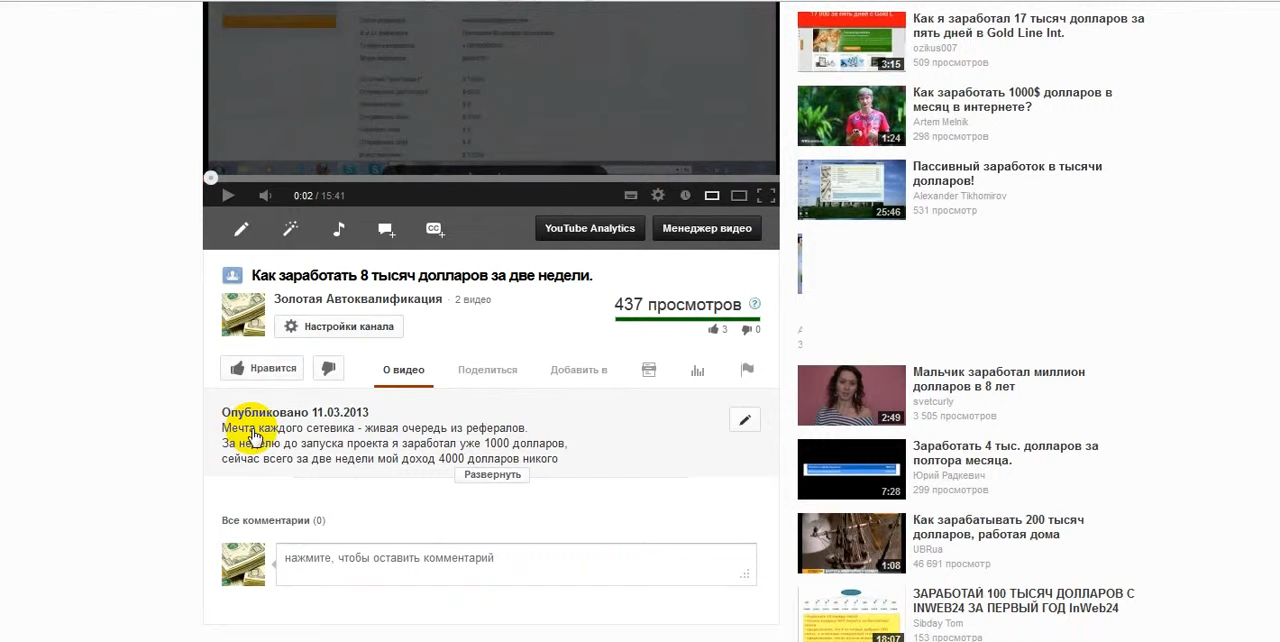 0:02 / 15:41
YouTube Analytics
Менеджер видео
Как заработать 8 тысяч долларов за две недели.
Золотая Автоквалификация · 2 видео
Настройки канала
437 просмотров
3
0
Нравится
О видео
Поделиться
Добавить в
Опубликовано 11.03.2013
Мечта каждого сетевика - живая очередь из рефералов.
За неделю до запуска проекта я заработал уже 1000 долларов,
сейчас всего за две недели мой доход 4000 долларов никого
Развернуть
Все комментарии (0)
нажмите, чтобы оставить комментарий
3:15
Как я заработал 17 тысяч долларов за
пять дней в Gold Line Int.
ozikus007
509 просмотров
1:24
Как заработать 1000$ долларов в
месяц в интернете?
Artem Melnik
298 просмотров
25:46
Пассивный заработок в тысячи
долларов!
Alexander Tikhomirov
531 просмотр
2:49
Мальчик заработал миллион
долларов в 8 лет
svetcurly
3 505 просмотров
7:28
Заработать 4 тыс. долларов за
полтора месяца.
Юрий Радкевич
299 просмотров
1:08
Как зарабатывать 200 тысяч
долларов, работая дома
UBRua
46 691 просмотр
18:07
ЗАРАБОТАЙ 100 ТЫСЯЧ ДОЛЛАРОВ С
INWEB24 ЗА ПЕРВЫЙ ГОД InWeb24
Sibday Tom
153 просмотра